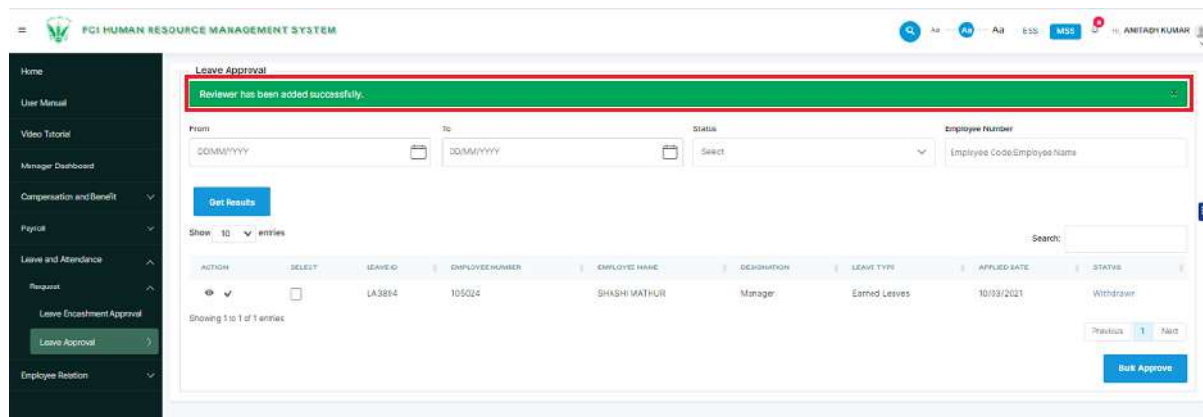 FCI HUMAN RESOURCE MANAGEMENT SYSTEM
Aa Aa Aa ESS MSS Hi, AMITABH KUMAR
Home
User Manual
Video Tutorial
Manager Dashboard
Compensation and Benefit
Payroll
Leave and Attendance
Request
Leave Encashment Approval
Leave Approval
Employee Relation
Leave Approval
Reviewer has been added successfully.
From To Status Employee Number
DD/MM/YYYY DD/MM/YYYY Select Employee Code/Employee Name
Get Results
Show 10 entries
Search:
ACTION SELECT LEAVE ID EMPLOYEE NUMBER EMPLOYEE NAME DESIGNATION LEAVE TYPE APPLIED DATE STATUS
LA3894 105024 SHASHI MATHUR Manager Earned Leaves 10/03/2021 Withdrawn
Showing 1 to 1 of 1 entries
Previous 1 Next
Bulk Approve